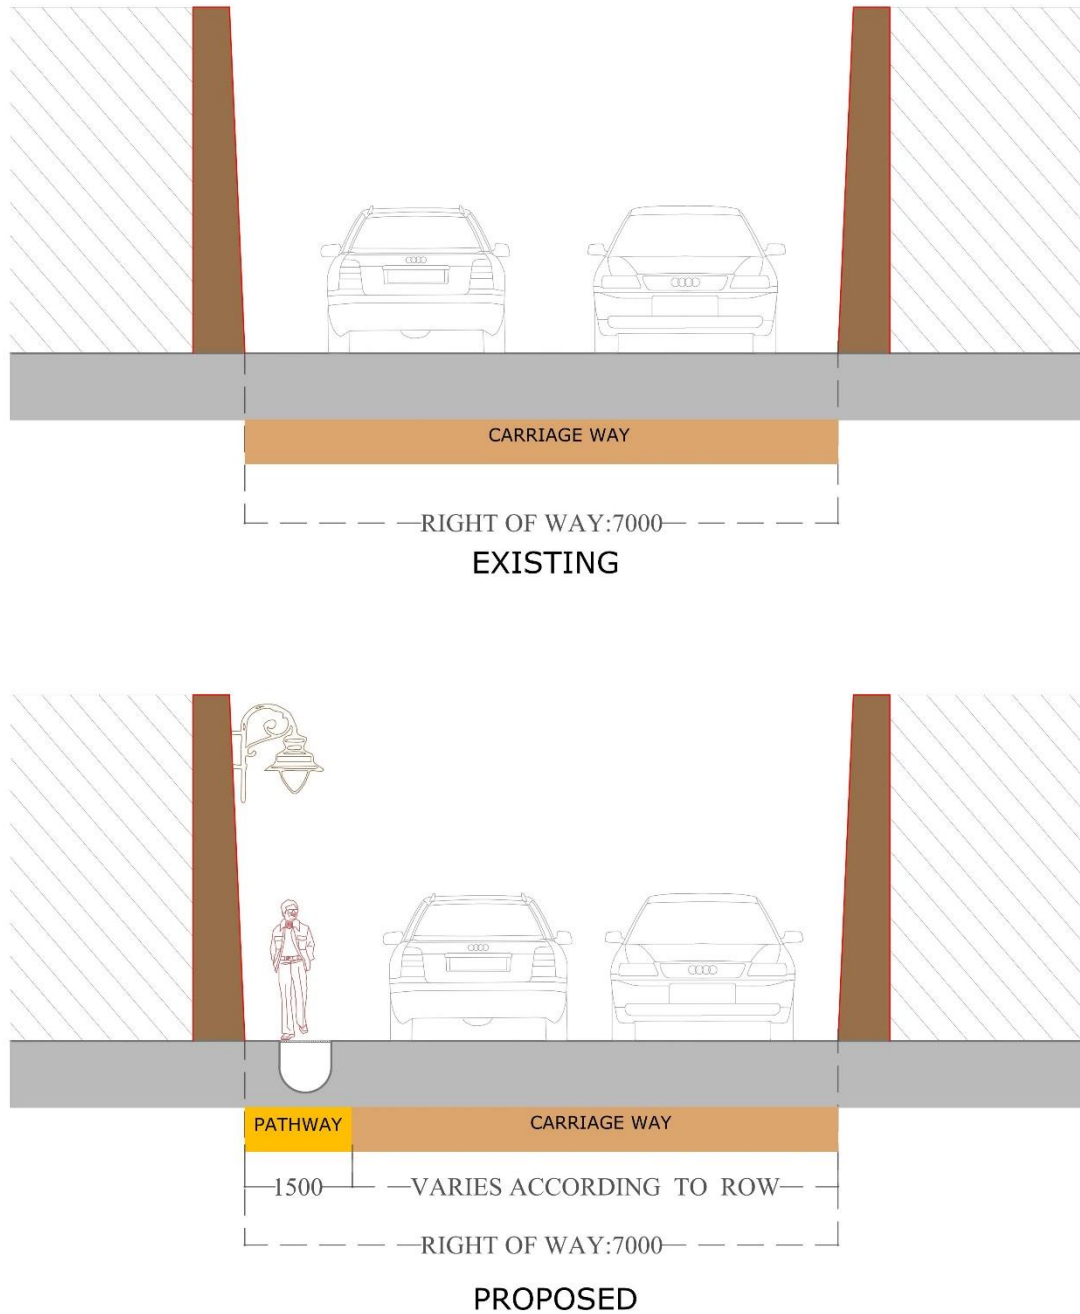 CARRIAGE WAY
RIGHT OF WAY:7000
EXISTING
PATHWAY CARRIAGE WAY
1500 VARIES ACCORDING TO ROW
RIGHT OF WAY:7000
PROPOSED